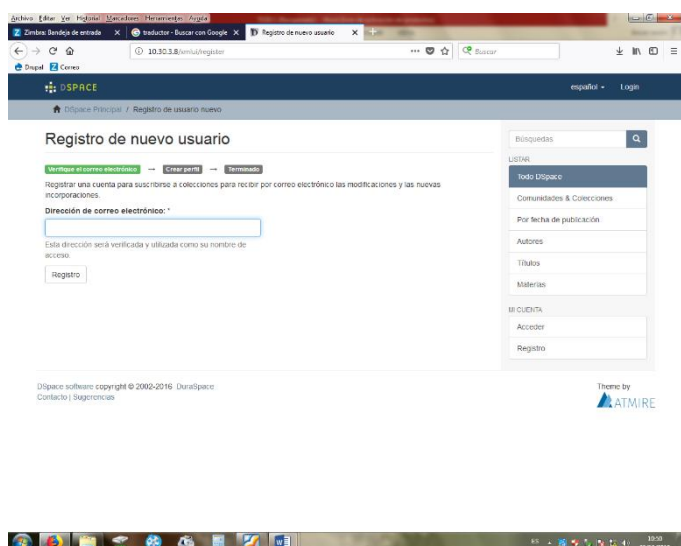 Archivo Editar Ver Historial Marcadores Herramientas Ayuda
Zimbra: Bandeja de entrada
traductor - Buscar con Google
Registro de nuevo usuario
10.30.3.8/xmlui/register
Buscar
Drupal Correo
DSPACE
español Login
DSpace Principal / Registro de usuario nuevo
Registro de nuevo usuario
Verifique el correo electrónico → Crear perfil → Terminado
Registrar una cuenta para suscribirse a colecciones para recibir por correo electrónico las modificaciones y las nuevas
incorporaciones.
Dirección de correo electrónico: *
Esta dirección será verificada y utilizada como su nombre de
acceso.
Registro
Búsquedas
LISTAR
Todo DSpace
Comunidades & Colecciones
Por fecha de publicación
Autores
Títulos
Materias
MI CUENTA
Acceder
Registro
DSpace software copyright © 2002-2016 DuraSpace
Contacto | Sugerencias
Theme by
ATMIRE
ES
10:58